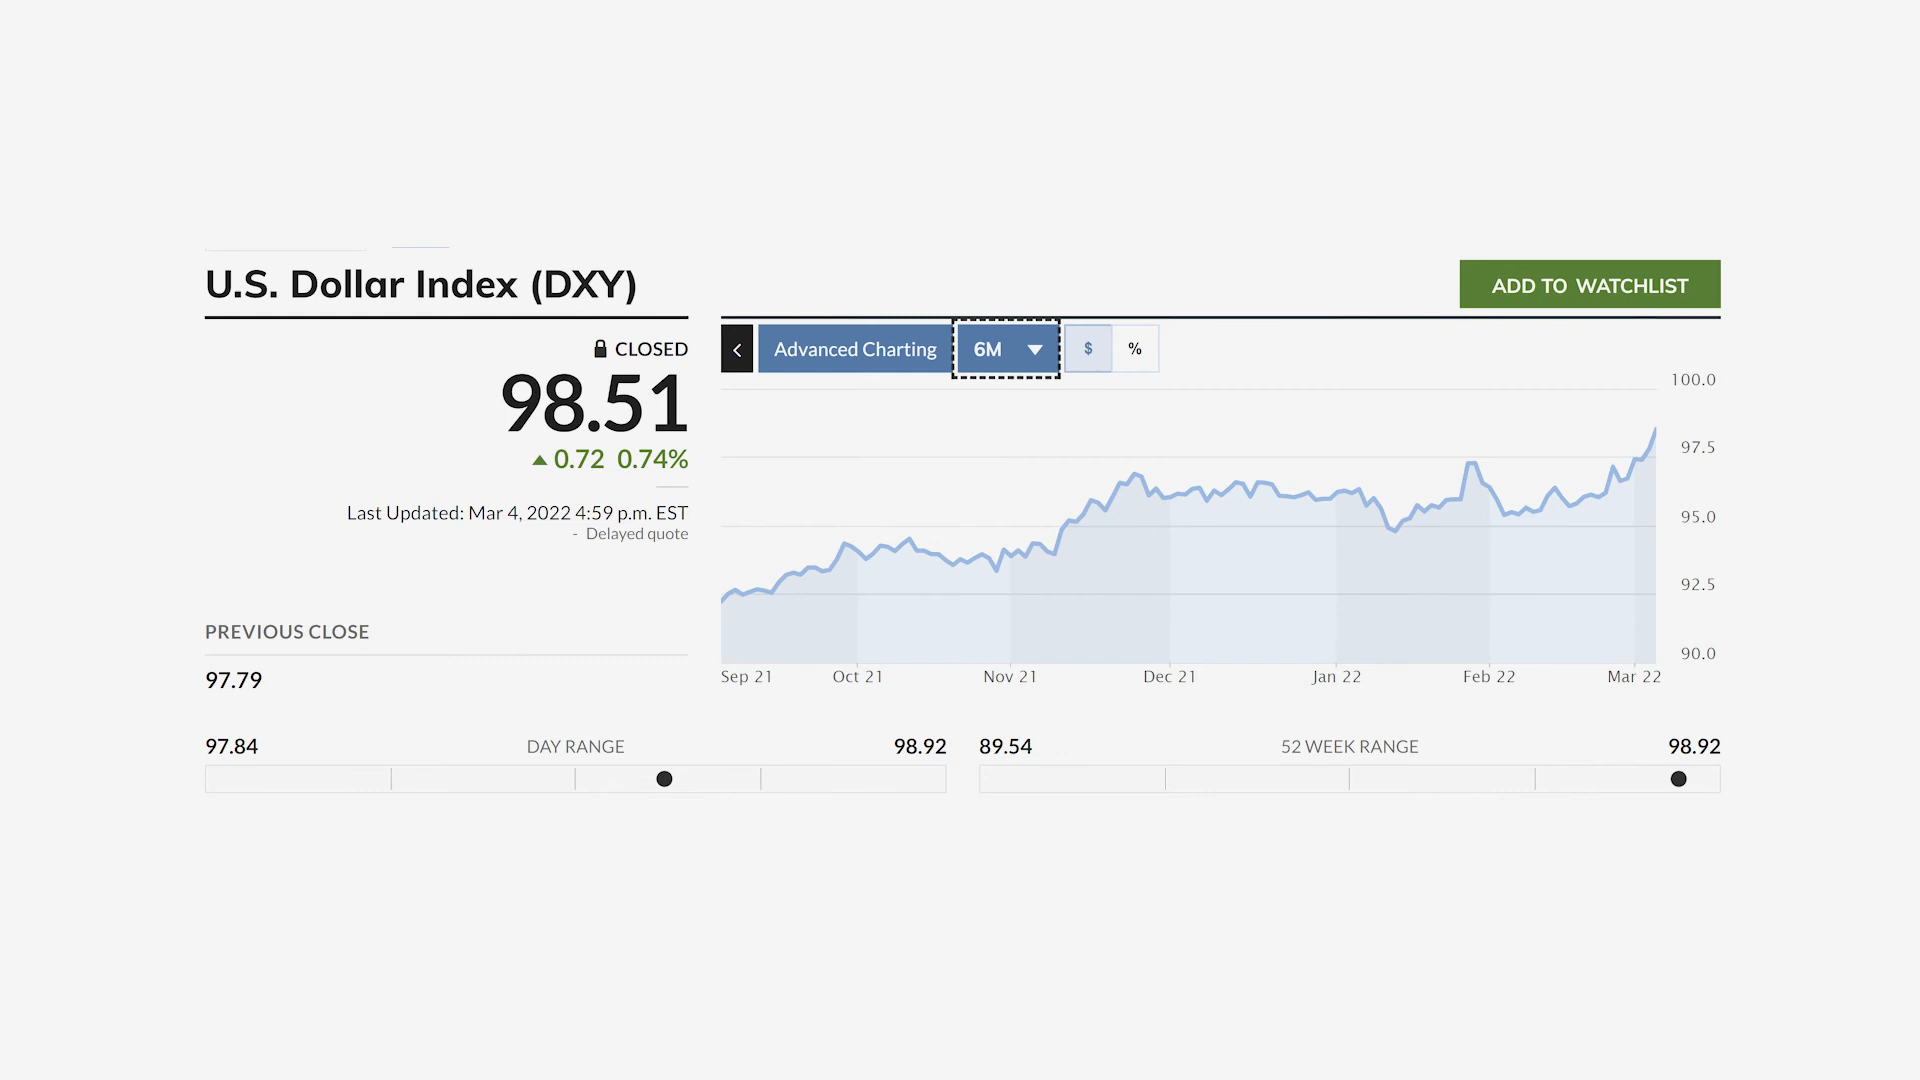 U.S. Dollar Index (DXY)
ADD TO WATCHLIST
CLOSED
98.51
0.72 0.74%
Last Updated: Mar 4, 2022 4:59 p.m. EST
- Delayed quote
PREVIOUS CLOSE
97.79
Advanced Charting 6M $ %
100.0
97.5
95.0
92.5
90.0
Sep 21 Oct 21 Nov 21 Dec 21 Jan 22 Feb 22 Mar 22
97.84 DAY RANGE 98.92
89.54 52 WEEK RANGE 98.92